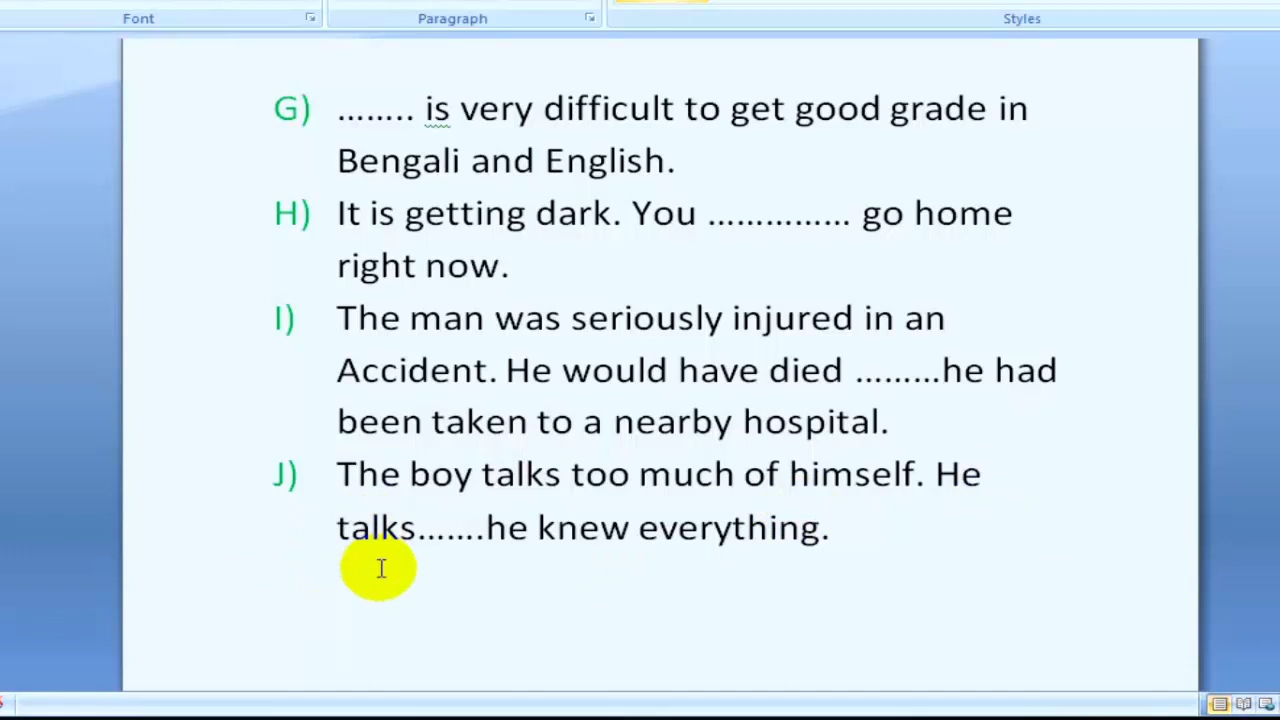 Font Paragraph Styles
G) ........ is very difficult to get good grade in
Bengali and English.
H) It is getting dark. You ............... go home
right now.
I) The man was seriously injured in an
Accident. He would have died .........he had
been taken to a nearby hospital.
J) The boy talks too much of himself. He
talks.......he knew everything.